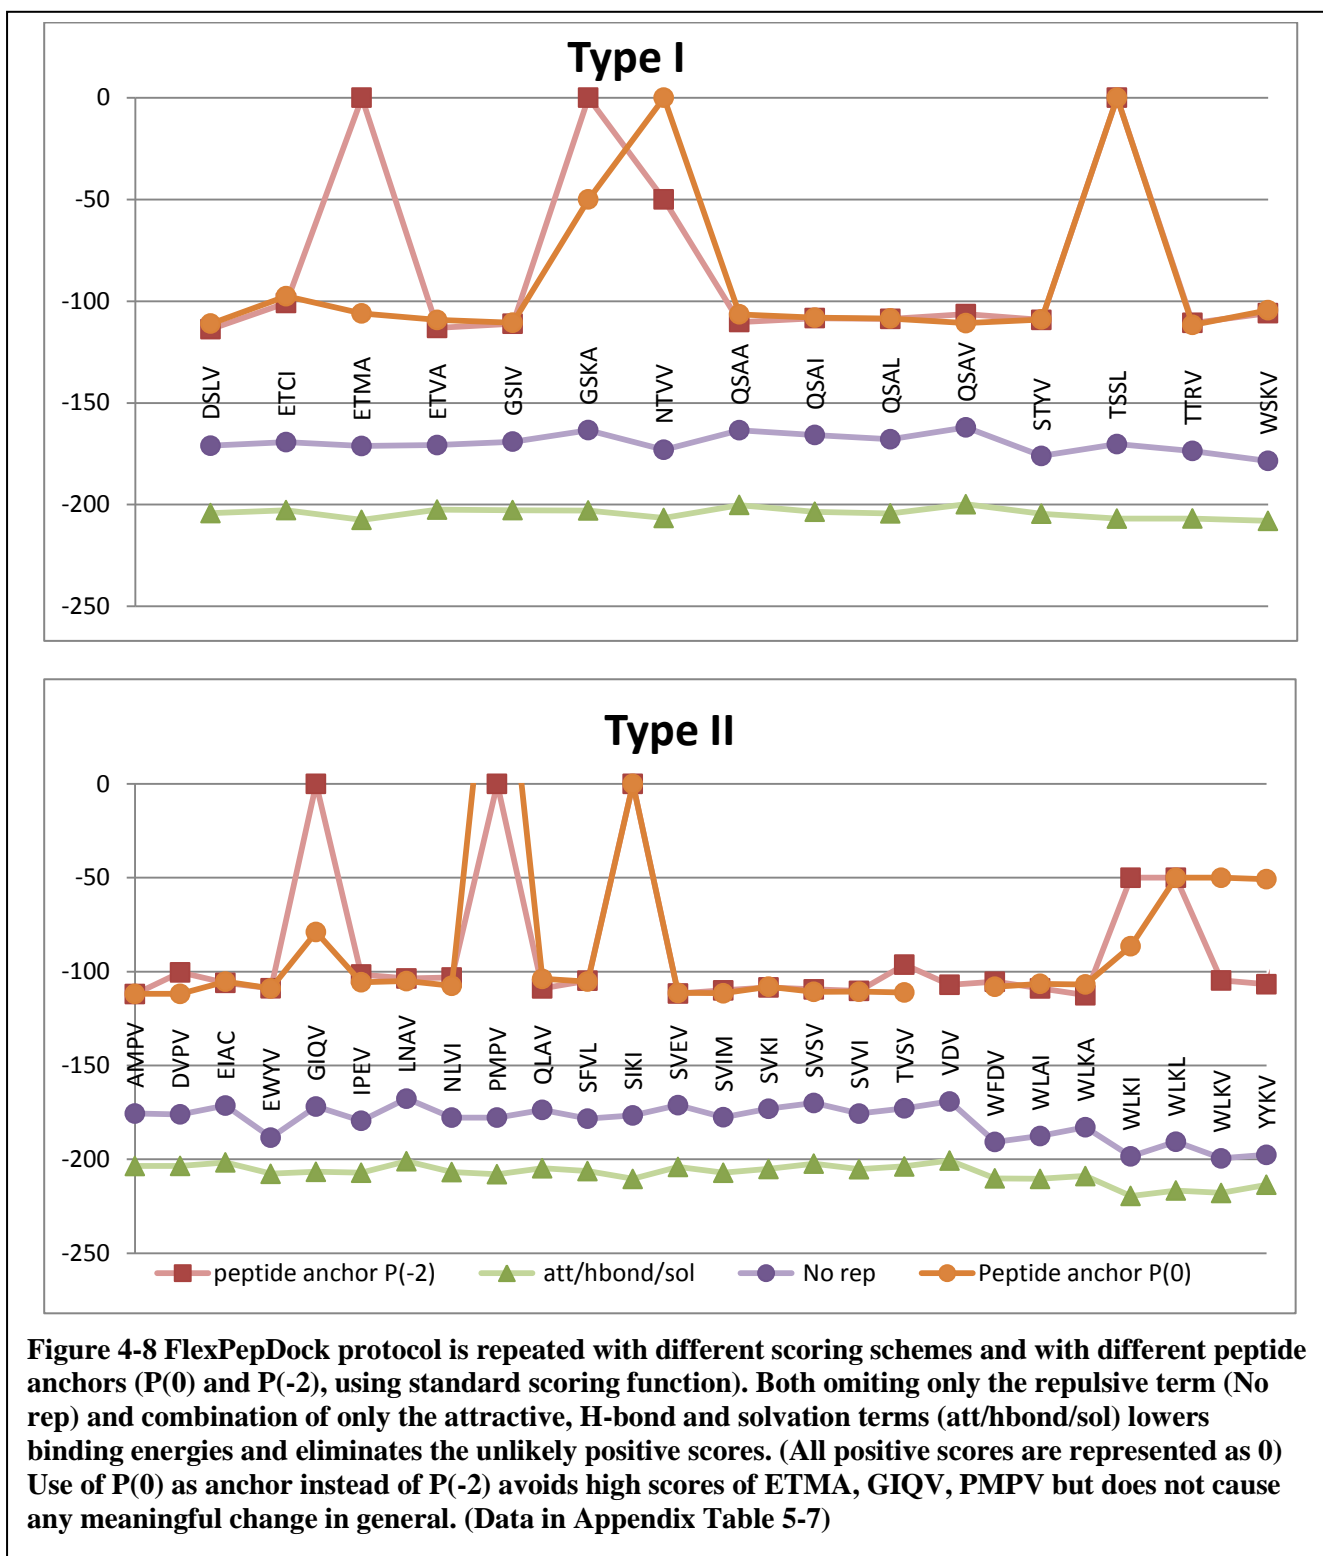 Type I
0
-50
-100
-150
-200
-250
DSLV
ETCI
ETMA
ETVA
GSIV
GSKA
NTVV
QSAA
QSAI
QSAL
QSAV
STYV
TSSL
TTRV
WSKV
Type II
0
-50
-100
-150
-200
-250
AMPV
DVPV
EIAC
EWYV
GIQV
IPEV
LNAV
NLVI
PMPV
QLAV
SFVL
SIKI
SVEV
SVIM
SVKI
SVSV
SVVI
TVSV
VDV
WFDV
WLAI
WLKA
WLKI
WLKL
WLKV
YYKV
peptide anchor P(-2) att/hbond/sol No rep Peptide anchor P(0)
Figure 4-8 FlexPepDock protocol is repeated with different scoring schemes and with different peptide
anchors (P(0) and P(-2), using standard scoring function). Both omiting only the repulsive term (No
rep) and combination of only the attractive, H-bond and solvation terms (att/hbond/sol) lowers
binding energies and eliminates the unlikely positive scores. (All positive scores are represented as 0)
Use of P(0) as anchor instead of P(-2) avoids high scores of ETMA, GIQV, PMPV but does not cause
any meaningful change in general. (Data in Appendix Table 5-7)